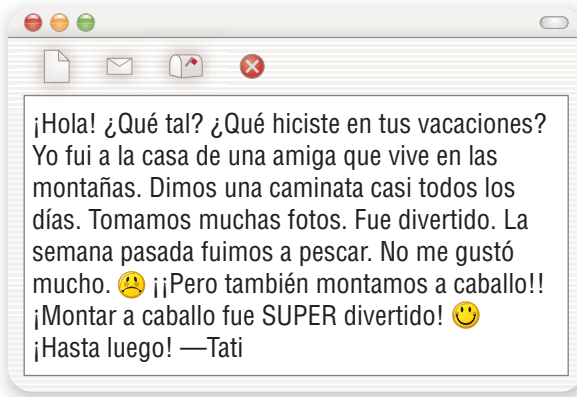 ¡Hola! ¿Qué tal? ¿Qué hiciste en tus vacaciones?
Yo fui a la casa de una amiga que vive en las
montañas. Dimos una caminata casi todos los
días. Tomamos muchas fotos. Fue divertido. La
semana pasada fuimos a pescar. No me gustó
mucho. ☹ ¡¡Pero también montamos a caballo!!
¡Montar a caballo fue SUPER divertido! ☺
¡Hasta luego! —Tati